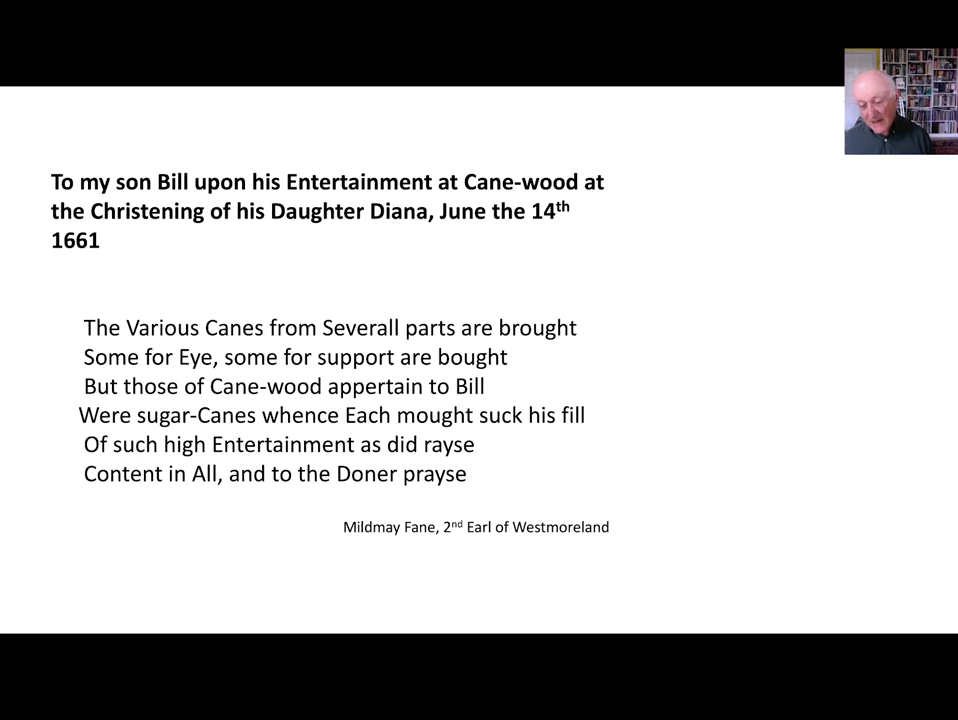 To my son Bill upon his Entertainment at Cane-wood at
the Christening of his Daughter Diana, June the 14th
1661
The Various Canes from Severall parts are brought
Some for Eye, some for support are bought
But those of Cane-wood appertain to Bill
Were sugar-Canes whence Each mought suck his fill
Of such high Entertainment as did rayse
Content in All, and to the Doner prayse
Mildmay Fane, 2nd Earl of Westmoreland